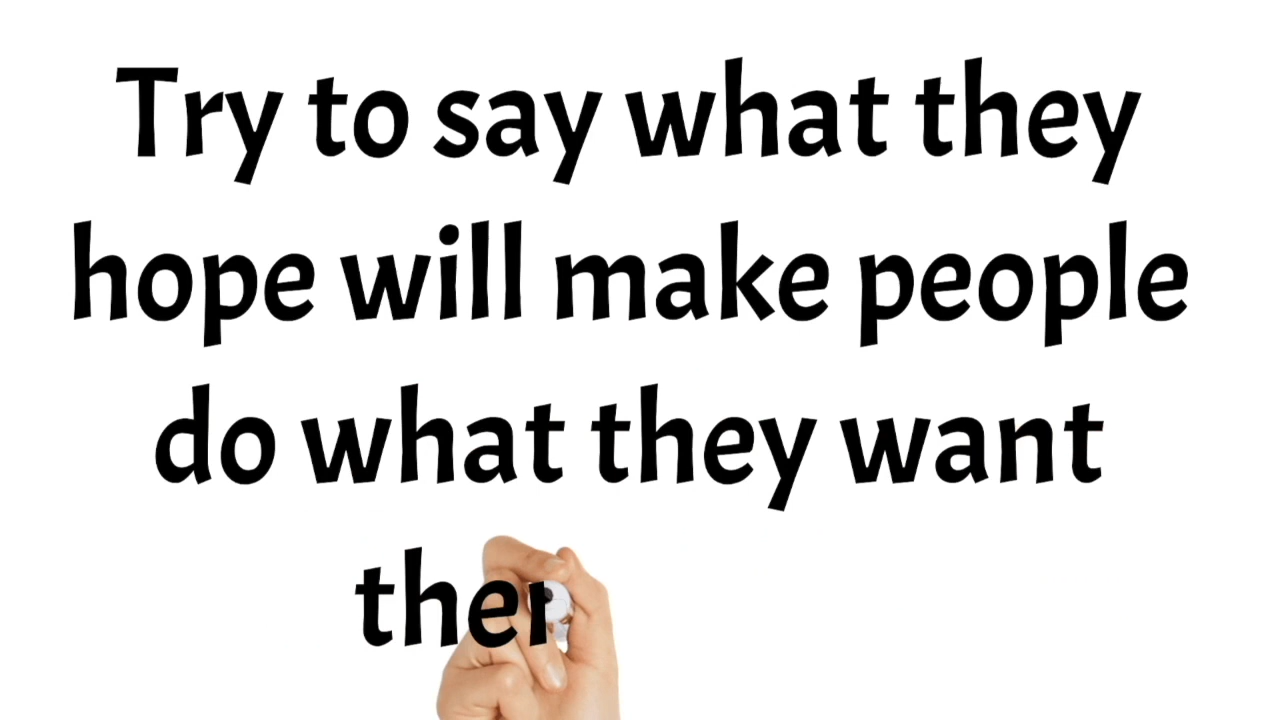 Try to say what they
hope will make people
do what they want